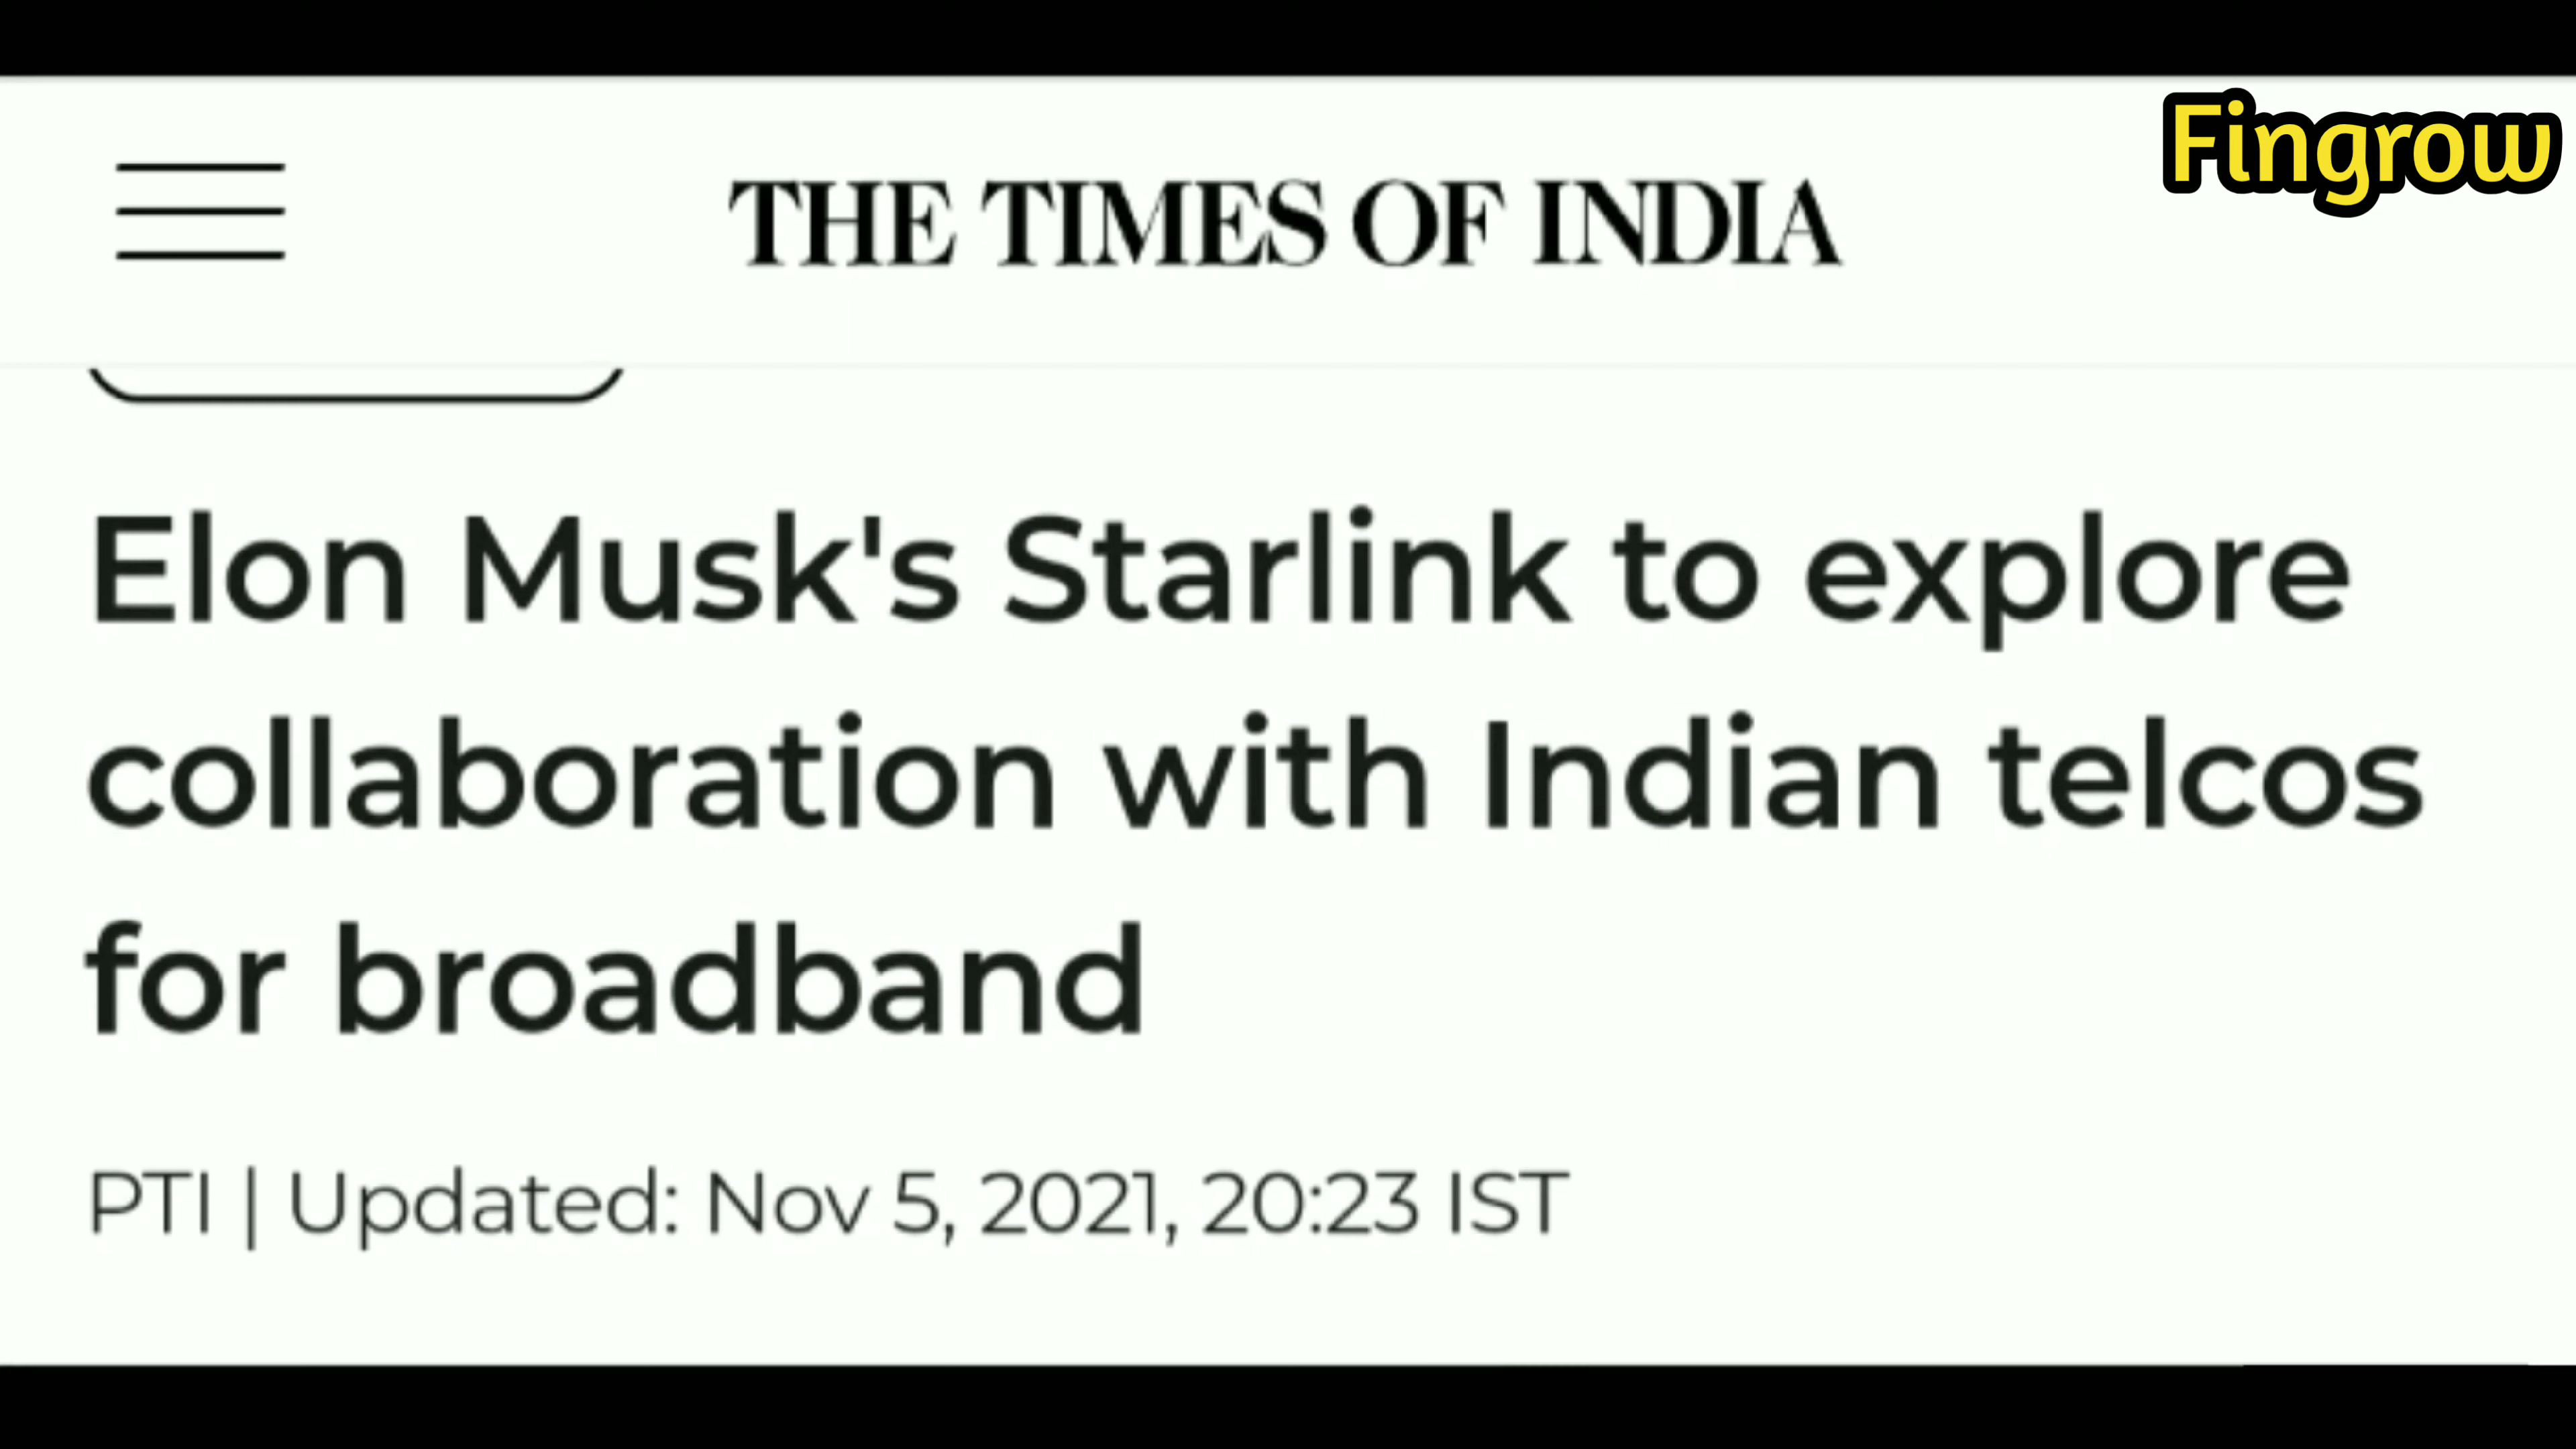 Fingrow
THE TIMES OF INDIA
Elon Musk's Starlink to explore
collaboration with Indian telcos
for broadband
PTI | Updated: Nov 5, 2021, 20:23 IST